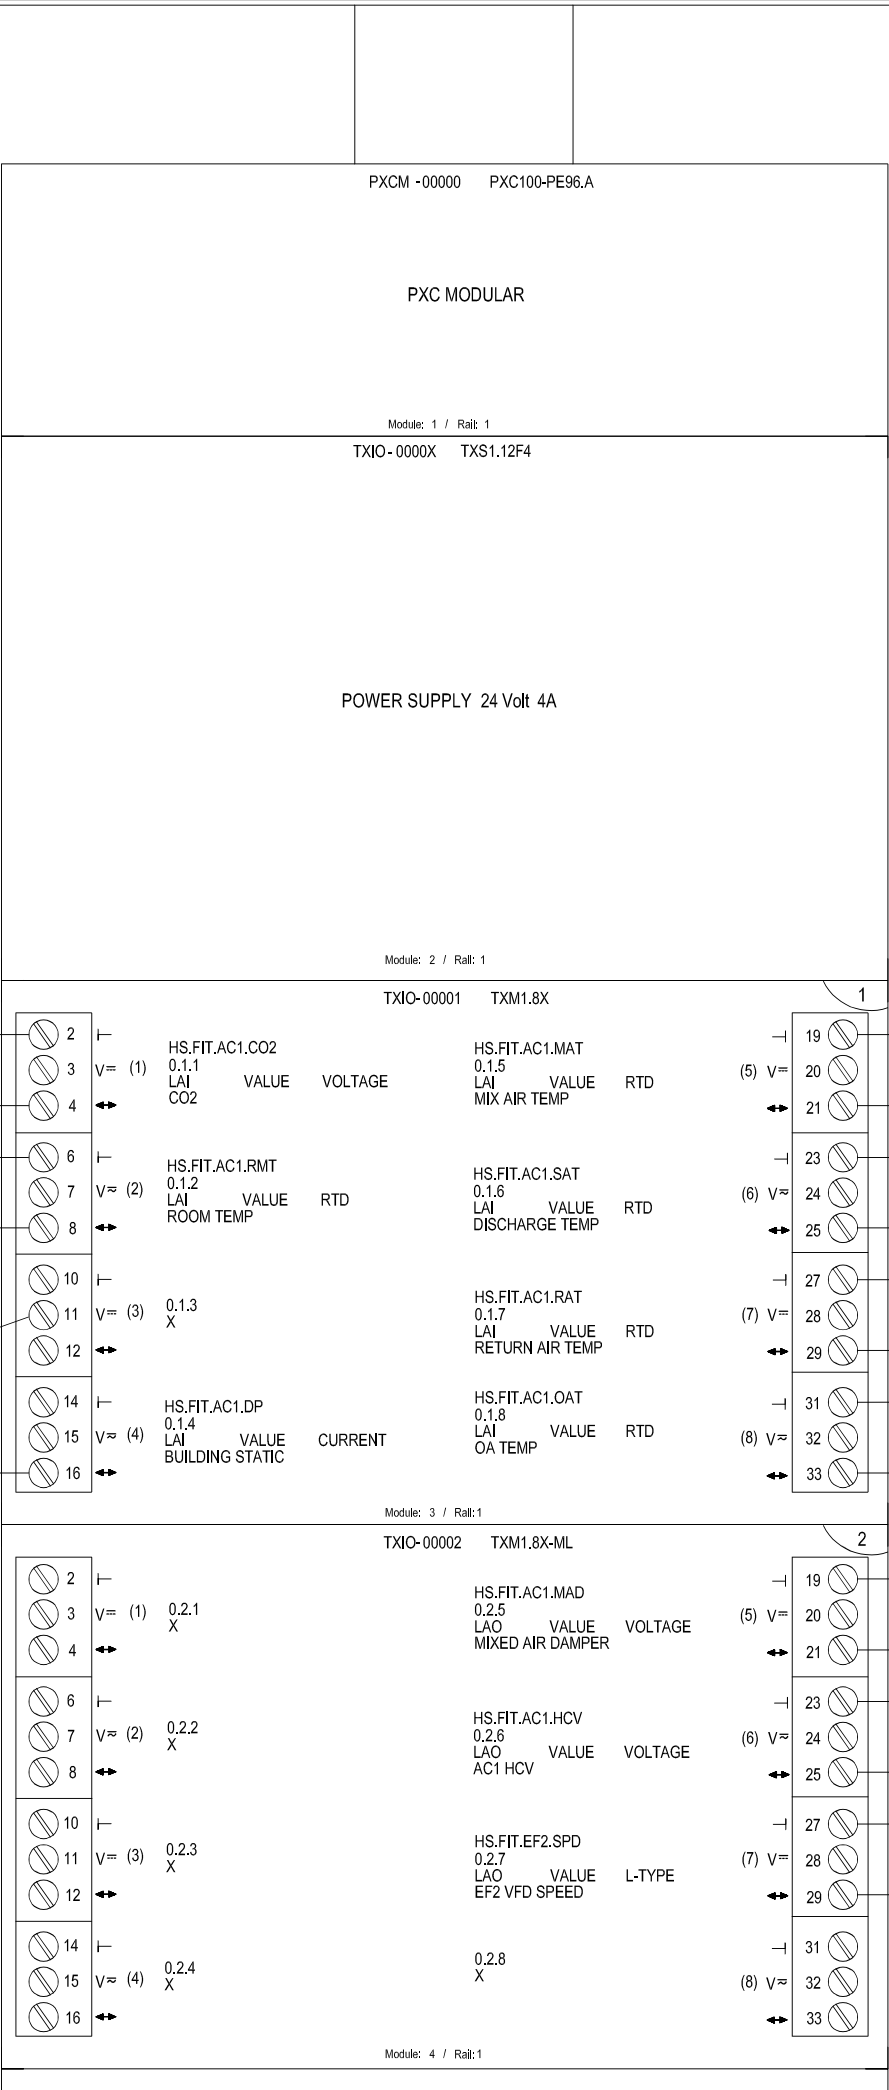 PXCM -00000 PXC100-PE96.A
PXC MODULAR
Module: 1 / Rail: 1
TXIO-0000X TXS1.12F4
POWER SUPPLY 24 Volt 4A
Module: 2 / Rail: 1
TXIO-00001 TXM1.8X
1
2
3 V= (1)
4
HS.FIT.AC1.CO2
0.1.1
LAI VALUE VOLTAGE
CO2
HS.FIT.AC1.MAT
0.1.5
LAI VALUE RTD
MIX AIR TEMP
19
(5) V= 20
21
6
7 V≂ (2)
8
HS.FIT.AC1.RMT
0.1.2
LAI VALUE RTD
ROOM TEMP
HS.FIT.AC1.SAT
0.1.6
LAI VALUE RTD
DISCHARGE TEMP
23
(6) V≂ 24
25
10
11 V= (3)
12
0.1.3
X
HS.FIT.AC1.RAT
0.1.7
LAI VALUE RTD
RETURN AIR TEMP
27
(7) V= 28
29
14
15 V≂ (4)
16
HS.FIT.AC1.DP
0.1.4
LAI VALUE CURRENT
BUILDING STATIC
HS.FIT.AC1.OAT
0.1.8
LAI VALUE RTD
OA TEMP
31
(8) V≂ 32
33
Module: 3 / Rail:1
TXIO-00002 TXM1.8X-ML
2
2
3 V= (1)
4
0.2.1
X
HS.FIT.AC1.MAD
0.2.5
LAO VALUE VOLTAGE
MIXED AIR DAMPER
19
(5) V= 20
21
6
7 V≂ (2)
8
0.2.2
X
HS.FIT.AC1.HCV
0.2.6
LAO VALUE VOLTAGE
AC1 HCV
23
(6) V≂ 24
25
10
11 V= (3)
12
0.2.3
X
HS.FIT.EF2.SPD
0.2.7
LAO VALUE L-TYPE
EF2 VFD SPEED
27
(7) V= 28
29
14
15 V≂ (4)
16
0.2.4
X
0.2.8
X
31
(8) V≂ 32
33
Module: 4 / Rail:1